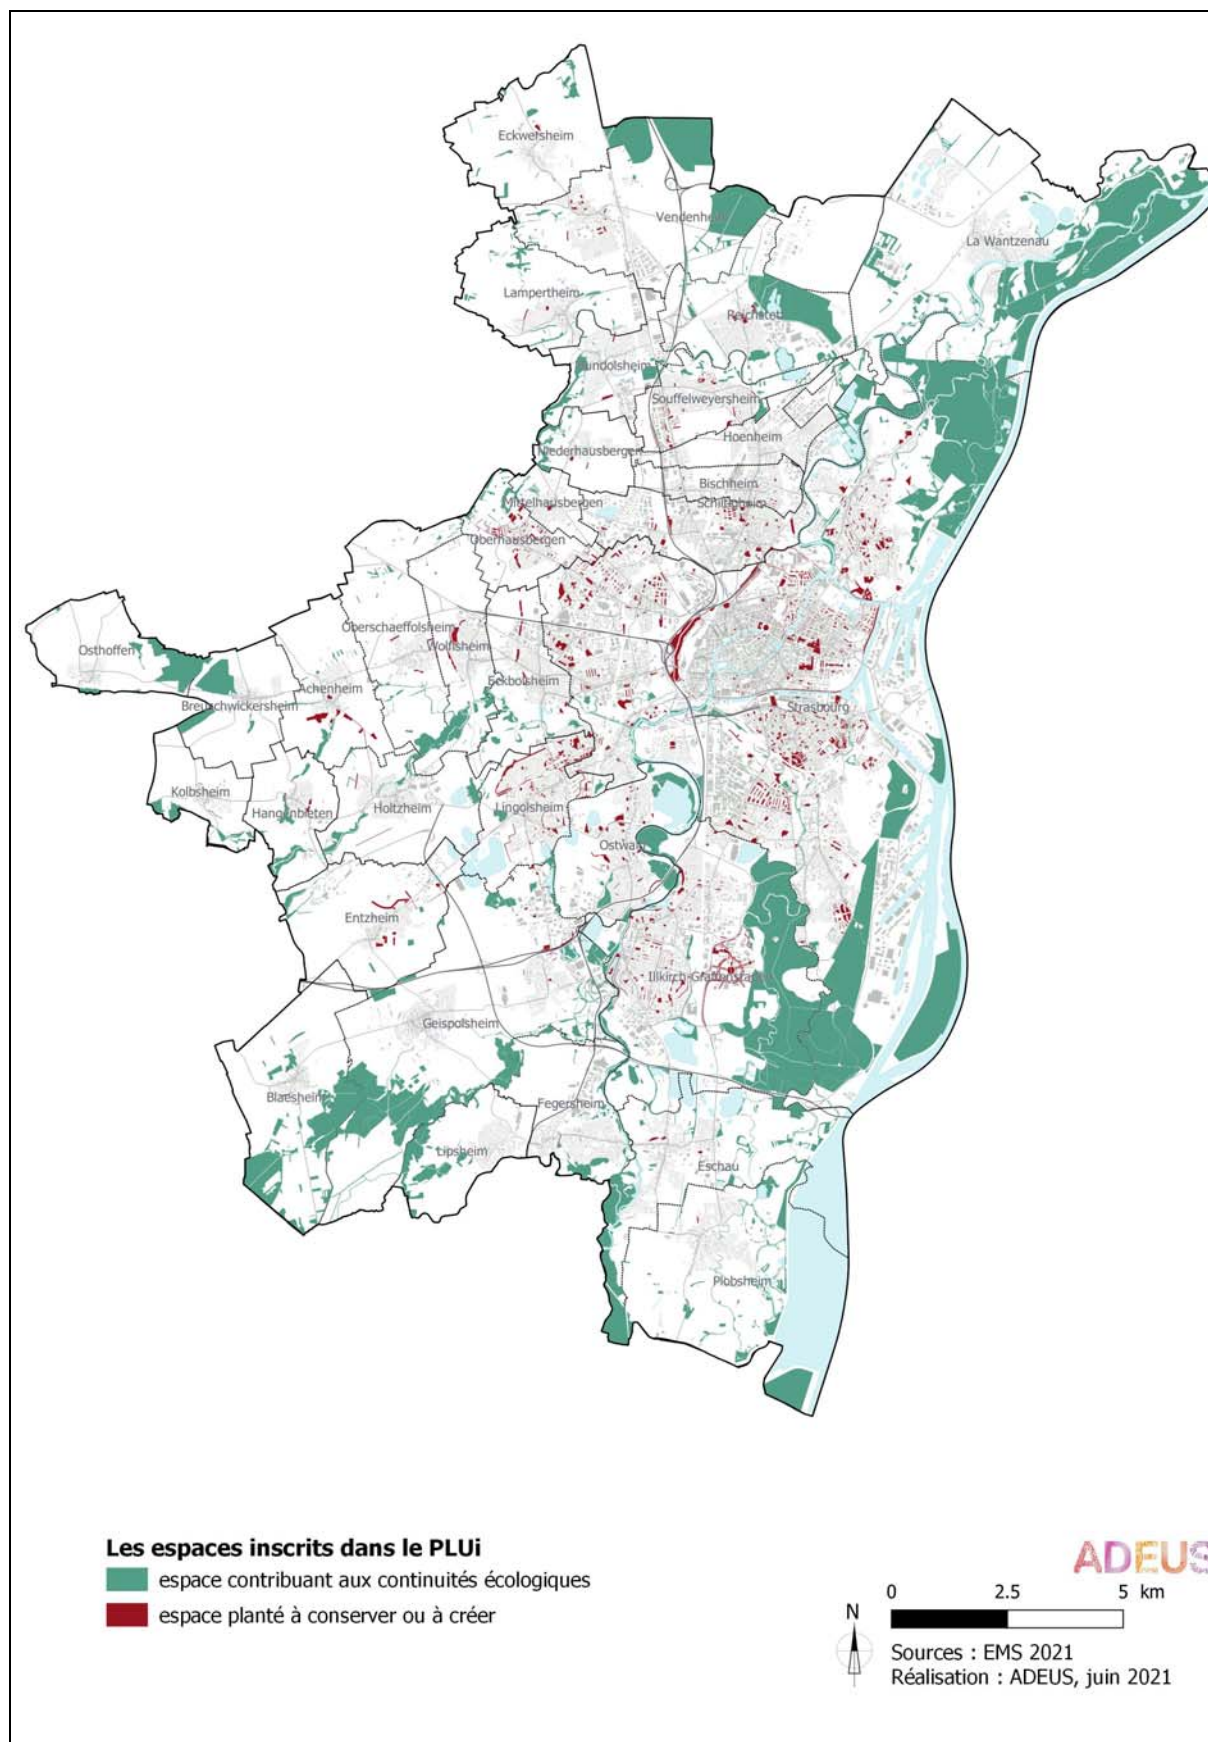 Eckwersheim
Vendenheim
La Wantzenau
Lampertheim
Reichstett
Mundolsheim
Souffelweyersheim
Hoenheim
Niederhausbergen
Bischheim
Mittelhausbergen
Schiltigheim
Oberhausbergen
Oberschaeffolsheim
Wolfisheim
Osthoffen
Eckbolsheim
Achenheim
Breuschwickersheim
Strasbourg
Kolbsheim
Hangenbieten
Holtzheim
Lingolsheim
Ostwald
Entzheim
Illkirch-Graffenstaden
Geispolsheim
Blaesheim
Fegersheim
Lipsheim
Eschau
Plobsheim
Les espaces inscrits dans le PLUi
espace contribuant aux continuités écologiques
espace planté à conserver ou à créer
ADEUS
0 2.5 5 km
N
Sources : EMS 2021
Réalisation : ADEUS, juin 2021